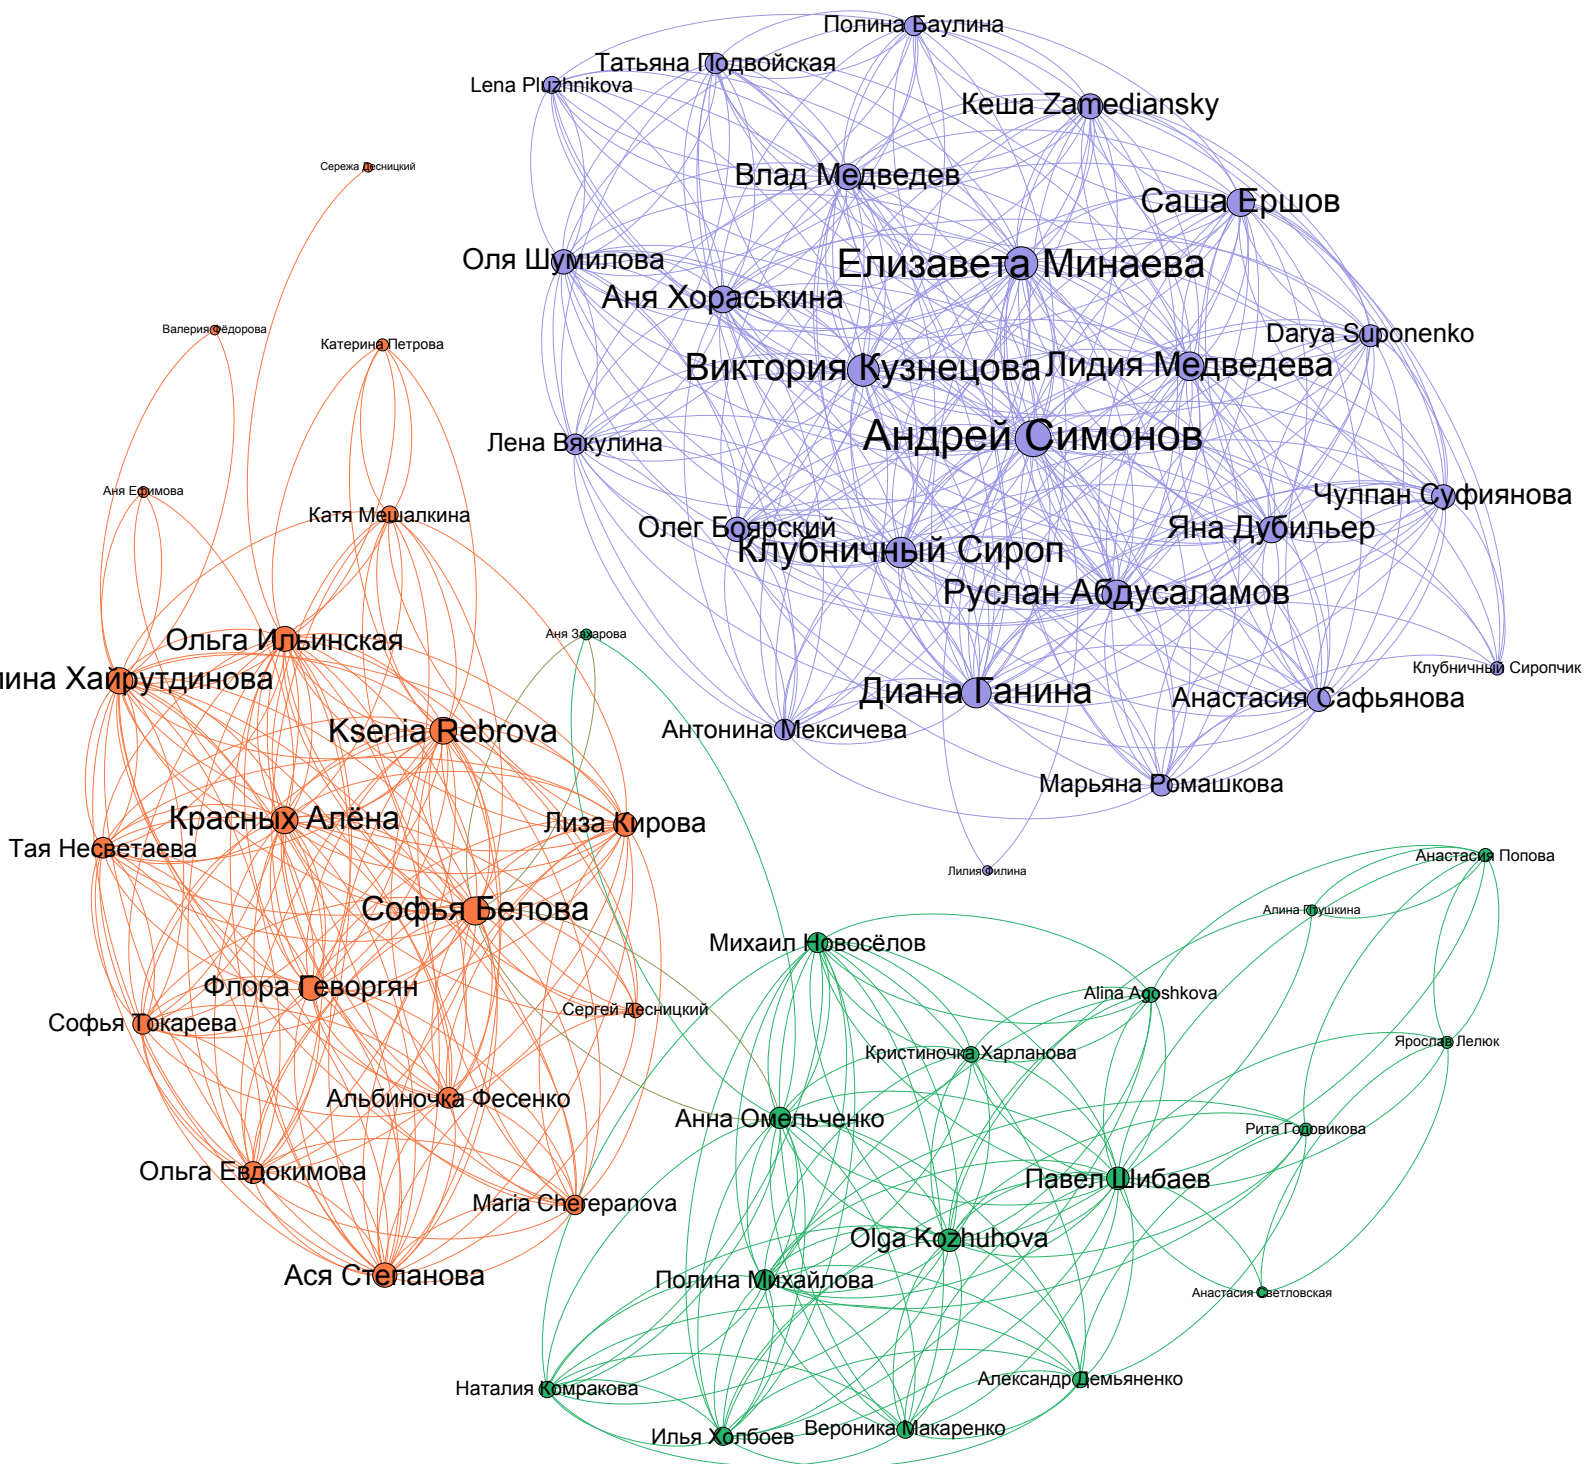 Полина Баулина
Татьяна Подвойская
Lena Pluzhnikova
Кеша Zamediansky
Сережа Десницкий
Влад Медведев
Саша Ершов
Оля Шумилова
Елизавета Минаева
Аня Хораськина
Валерия Фёдорова
Катерина Петрова
Darya Suponenko
Виктория Кузнецова
Лидия Медведева
Андрей Симонов
Лена Вякулина
Аня Ефимова
Чулпан Суфиянова
Катя Мешалкина
Олег Боярский
Яна Дубильер
Клубничный Сироп
Руслан Абдусаламов
Аня Захарова
Ольга Ильинская
Клубничный Сиропчик
лина Хайрутдинова
Диана Ганина
Анастасия Сафьянова
Ksenia Rebrova
Антонина Мексичева
Марьяна Ромашкова
Красных Алёна
Лиза Кирова
Тая Несветаева
Анастасия Попова
Лилия Филина
Софья Белова
Алина Птушкина
Михаил Новосёлов
Флора Геворгян
Alina Agoshkova
Сергей Десницкий
Софья Токарева
Ярослав Лелюк
Кристиночка Харланова
Альбиночка Фесенко
Анна Омельченко
Рита Годовикова
Ольга Евдокимова
Павел Шибаев
Maria Cherepanova
Olga Kozhuhova
Ася Степанова
Полина Михайлова
Анастасия Светловская
Александр Демьяненко
Наталия Комракова
Вероника Макаренко
Илья Холбоев